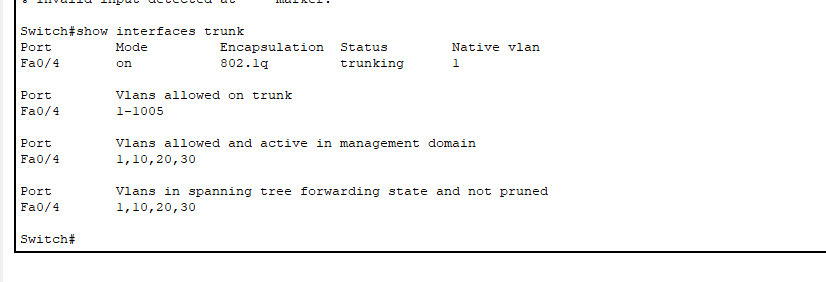 Switch#show interfaces trunk
Port Mode Encapsulation Status Native vlan
Fa0/4 on 802.1q trunking 1
Port Vlans allowed on trunk
Fa0/4 1-1005
Port Vlans allowed and active in management domain
Fa0/4 1,10,20,30
Port Vlans in spanning tree forwarding state and not pruned
Fa0/4 1,10,20,30
Switch#